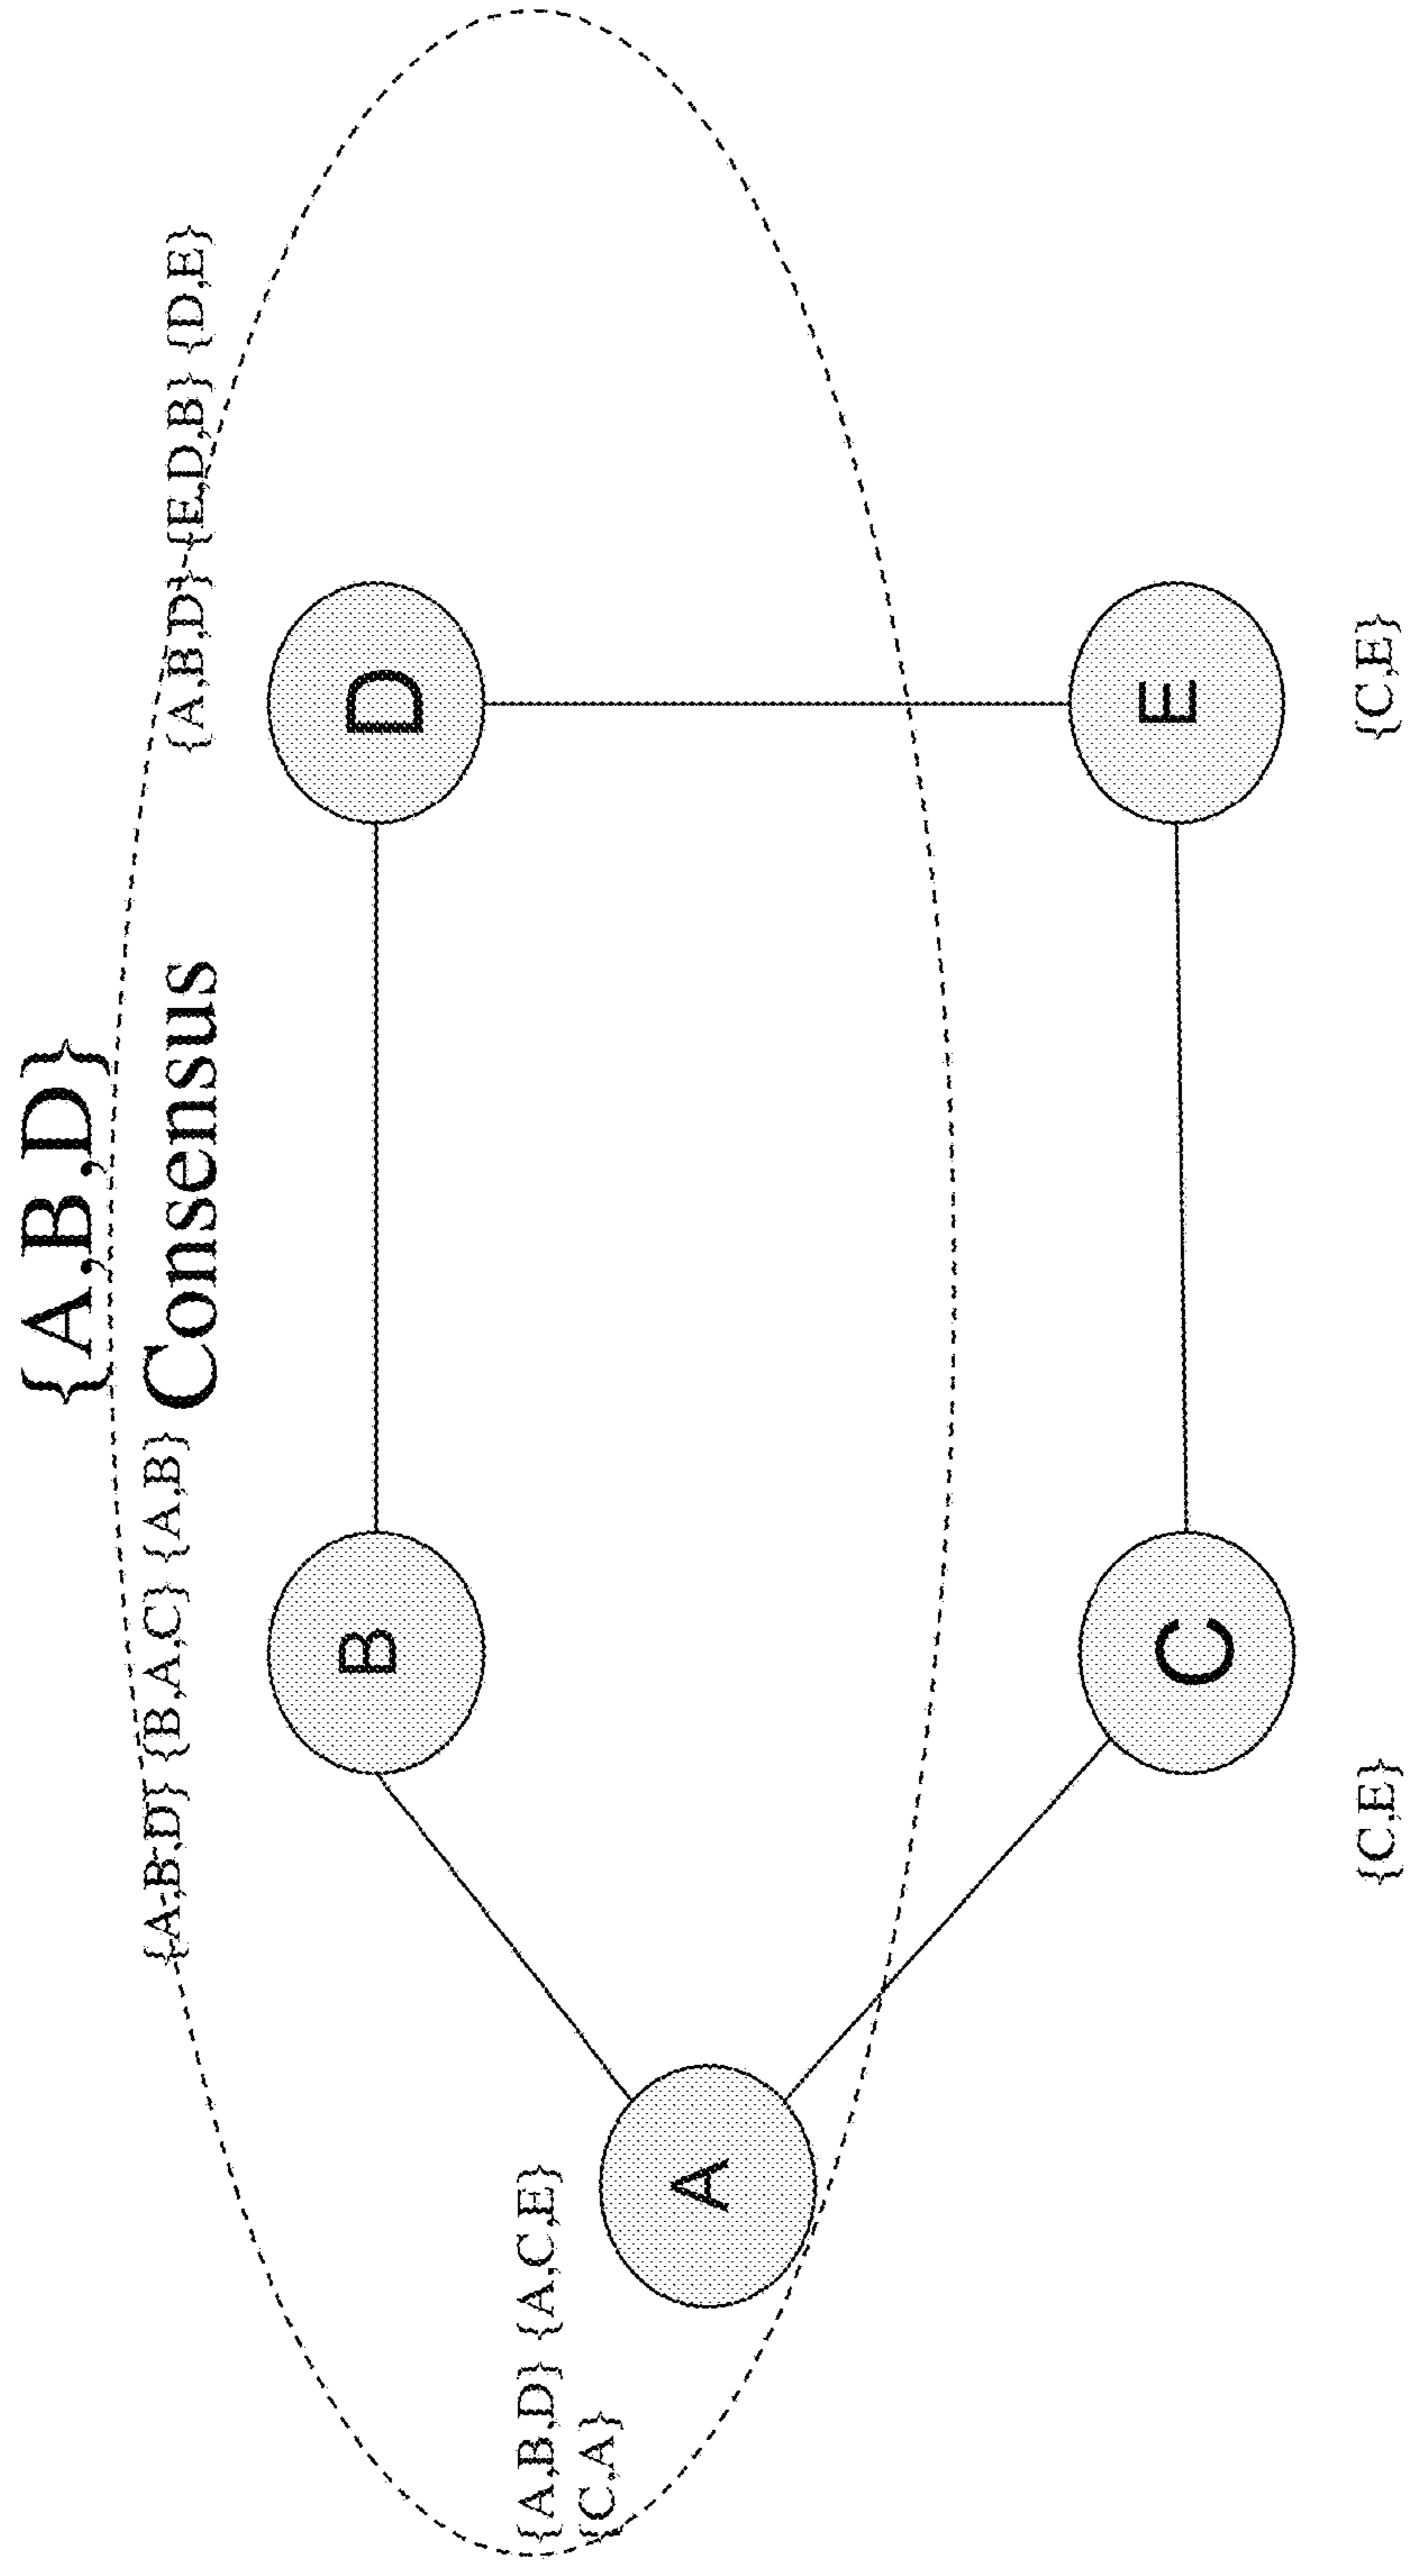 {A,B,D}
Consensus
{A,B,D} {B,A,C} {A,B}
{A,B,D} {E,D,B} {D,E}
B
D
{A,B,D} {A,C,E}
{C,A}
A
C
E
{C,E}
{C,E}